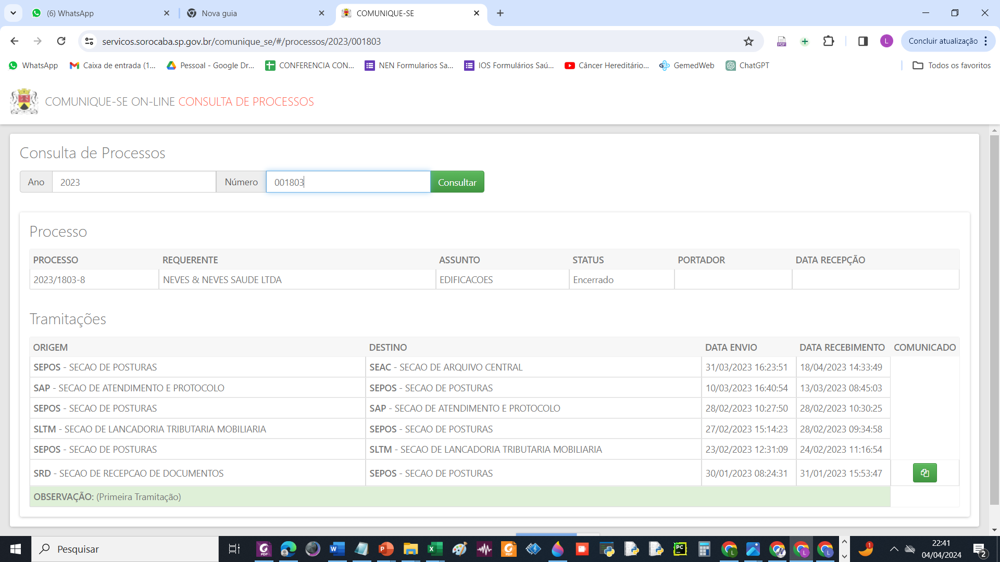 (6) WhatsApp
Nova guia
COMUNIQUE-SE
servicos.sorocaba.sp.gov.br/comunique_se/#/processos/2023/001803
L
Concluir atualização
WhatsApp
Caixa de entrada (1...
Pessoal - Google Dr...
CONFERENCIA CON...
NEN Formularios Sa...
IOS Formulários Saú...
Câncer Hereditário...
GemedWeb
ChatGPT
Todos os favoritos
COMUNIQUE-SE ON-LINE CONSULTA DE PROCESSOS
Consulta de Processos
Ano 2023 Número 001803 Consultar
Processo
PROCESSO REQUERENTE ASSUNTO STATUS PORTADOR DATA RECEPÇÃO
2023/1803-8 NEVES & NEVES SAUDE LTDA EDIFICACOES Encerrado
Tramitações
ORIGEM DESTINO DATA ENVIO DATA RECEBIMENTO COMUNICADO
SEPOS - SECAO DE POSTURAS SEAC - SECAO DE ARQUIVO CENTRAL 31/03/2023 16:23:51 18/04/2023 14:33:49
SAP - SECAO DE ATENDIMENTO E PROTOCOLO SEPOS - SECAO DE POSTURAS 10/03/2023 16:40:54 13/03/2023 08:45:03
SEPOS - SECAO DE POSTURAS SAP - SECAO DE ATENDIMENTO E PROTOCOLO 28/02/2023 10:27:50 28/02/2023 10:30:25
SLTM - SECAO DE LANCADORIA TRIBUTARIA MOBILIARIA SEPOS - SECAO DE POSTURAS 27/02/2023 15:14:23 28/02/2023 09:34:58
SEPOS - SECAO DE POSTURAS SLTM - SECAO DE LANCADORIA TRIBUTARIA MOBILIARIA 23/02/2023 12:31:09 24/02/2023 11:16:54
SRD - SECAO DE RECEPCAO DE DOCUMENTOS SEPOS - SECAO DE POSTURAS 30/01/2023 08:24:31 31/01/2023 15:53:47
OBSERVAÇÃO: (Primeira Tramitação)
Pesquisar
22:41
04/04/2024
2